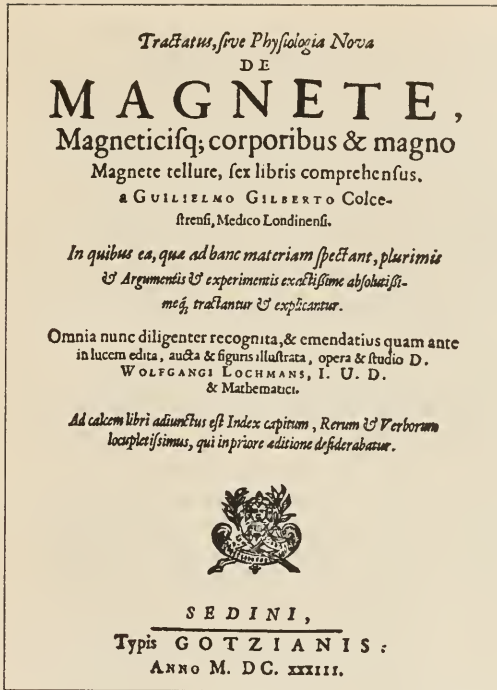 Tractatus, ſive Phyſiologia Nova
DE
MAGNETE,
Magneticiſq; corporibus & magno
Magnete tellure, ſex libris comprehenſus.
a GUILIELMO GILBERTO Colce-
ſtrenſi, Medico Londinenſi.
In quibus ea, quæ ad hanc materiam ſpectant, plurimis
& Argumentis & experimentis exactißime abſolutißi-
meq́; tractantur & explicantur.
Omnia nunc diligenter recognita, & emendatius quam ante
in lucem edita, aucta & figuris illuſtrata, opera & ſtudio D.
WOLFGANGI LOCHMANS, I. U. D.
& Mathematici.
Ad calcem libri adiunctus eſt Index capitum, Rerum & Verborum
locupletiſſimus, qui in priore æditione deſiderabatur.
SEDINI,
Typis GOTZIANIS:
ANNO M. DC. XXXIII.